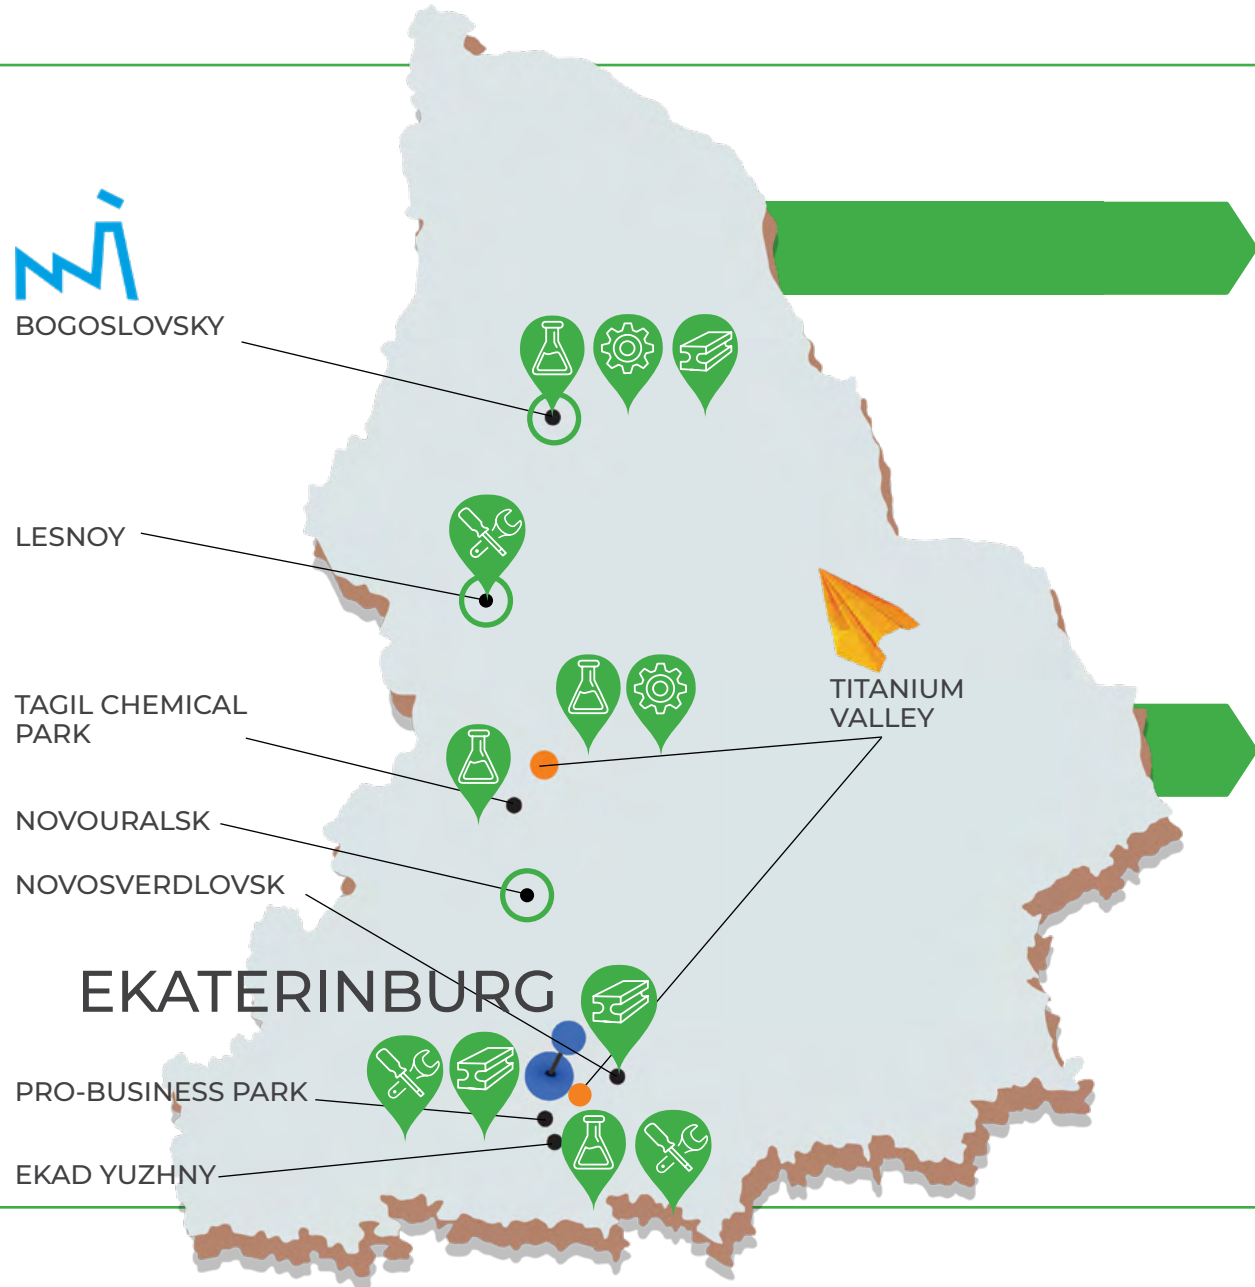 BOGOSLOVSKY
LESNOY
TITANIUM
VALLEY
TAGIL CHEMICAL
PARK
NOVOURALSK
NOVOSVERDLOVSK
EKATERINBURG
PRO-BUSINESS PARK
EKAD YUZHNY